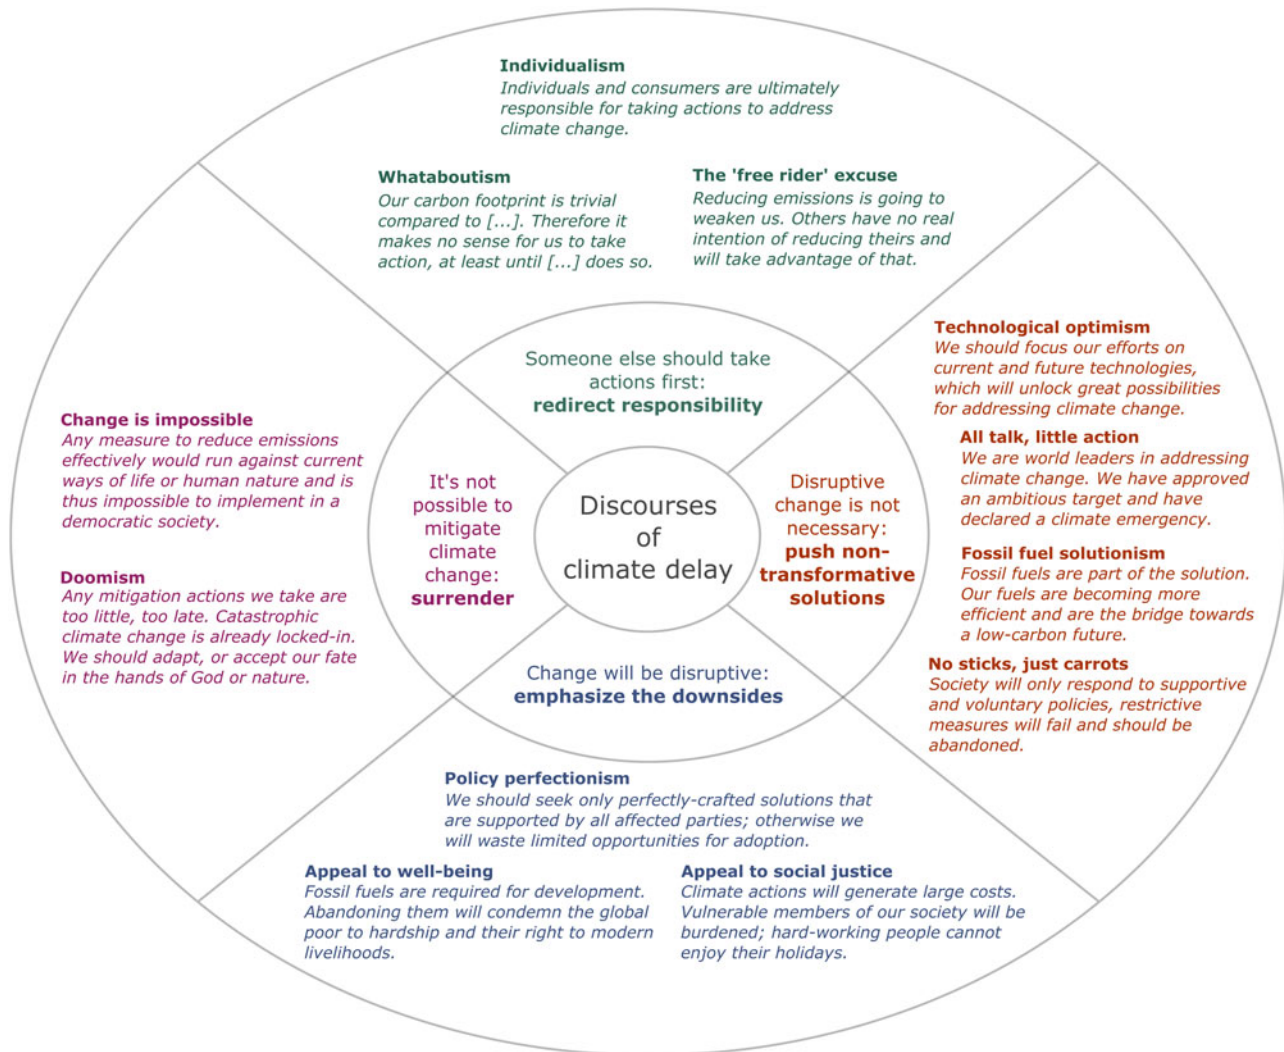 Individualism
Individuals and consumers are ultimately
responsible for taking actions to address
climate change.
Whataboutism
Our carbon footprint is trivial
compared to [...]. Therefore it
makes no sense for us to take
action, at least until [...] does so.
The 'free rider' excuse
Reducing emissions is going to
weaken us. Others have no real
intention of reducing theirs and
will take advantage of that.
Someone else should take
actions first:
redirect responsibility
Technological optimism
We should focus our efforts on
current and future technologies,
which will unlock great possibilities
for addressing climate change.
All talk, little action
We are world leaders in addressing
climate change. We have approved
an ambitious target and have
declared a climate emergency.
Fossil fuel solutionism
Fossil fuels are part of the solution.
Our fuels are becoming more
efficient and are the bridge towards
a low-carbon future.
No sticks, just carrots
Society will only respond to supportive
and voluntary policies, restrictive
measures will fail and should be
abandoned.
Disruptive
change is not
necessary:
push non-
transformative
solutions
Discourses
of
climate delay
It's not
possible to
mitigate
climate
change:
surrender
Change is impossible
Any measure to reduce emissions
effectively would run against current
ways of life or human nature and is
thus impossible to implement in a
democratic society.
Doomism
Any mitigation actions we take are
too little, too late. Catastrophic
climate change is already locked-in.
We should adapt, or accept our fate
in the hands of God or nature.
Change will be disruptive:
emphasize the downsides
Policy perfectionism
We should seek only perfectly-crafted solutions that
are supported by all affected parties; otherwise we
will waste limited opportunities for adoption.
Appeal to well-being
Fossil fuels are required for development.
Abandoning them will condemn the global
poor to hardship and their right to modern
livelihoods.
Appeal to social justice
Climate actions will generate large costs.
Vulnerable members of our society will be
burdened; hard-working people cannot
enjoy their holidays.